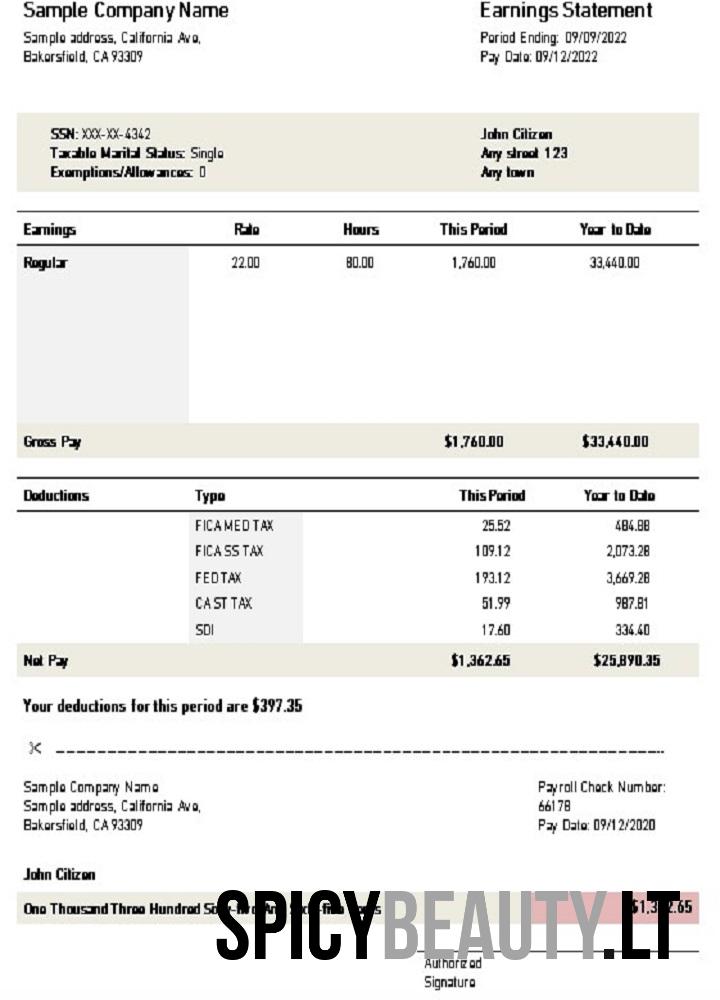 Sample Company Name Earnings Statement
Sample address, California Ave, Period Ending: 09/09/2022
Bakersfield, CA 93309 Pay Date: 09/12/2022
SSN: XXX-XX-4342 John Citizen
Taxable Marital Status: Single Any street 123
Exemptions/Allowances: 0 Any town
Earnings Rate Hours This Period Year to Date
Regular 22.00 80.00 1,760.00 33,440.00
Gross Pay $1,760.00 $33,440.00
Deductions Type This Period Year to Date
FICA MED TAX 25.52 484.88
FICA SS TAX 109.12 2,073.28
FED TAX 193.12 3,669.28
CA ST TAX 51.99 987.81
SDI 17.60 334.40
Net Pay $1,362.65 $25,890.35
Your deductions for this period are $397.35
Sample Company Name Payroll Check Number:
Sample address, California Ave, 66178
Bakersfield, CA 93309 Pay Date: 09/12/2020
John Citizen
One Thousand Three Hundred
SPICYBEAUTY.LT
Authorized
Signature